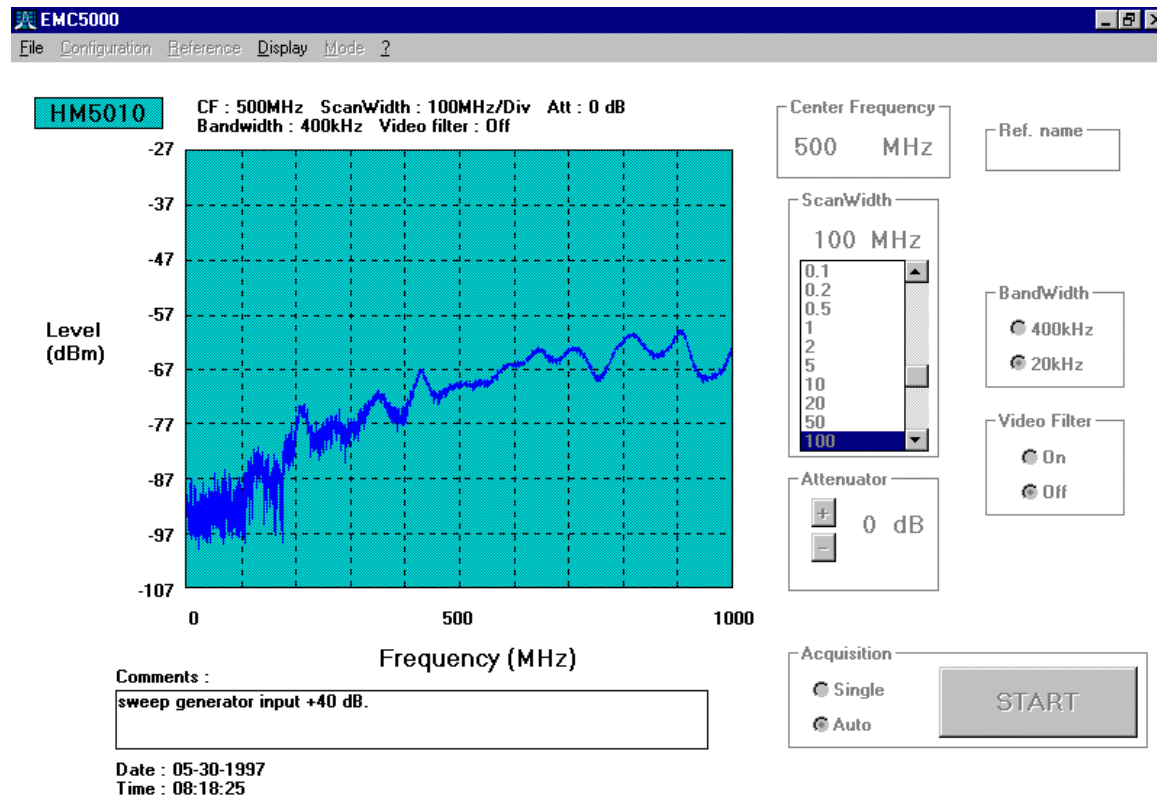 EMC5000
File Configuration Reference Display Mode ?
HM5010
CF : 500MHz ScanWidth : 100MHz/Div Att : 0 dB
Bandwidth : 400kHz Video filter : Off
-27
-37
-47
-57
-67
-77
-87
-97
-107
Level
(dBm)
0 500 1000
Frequency (MHz)
Comments :
sweep generator input +40 dB.
Date : 05-30-1997
Time : 08:18:25
Center Frequency
500 MHz
Ref. name
ScanWidth
100 MHz
0.1
0.2
0.5
1
2
5
10
20
50
100
BandWidth
400kHz
20kHz
Video Filter
On
Off
Attenuator
+
0 dB
-
Acquisition
Single
Auto
START